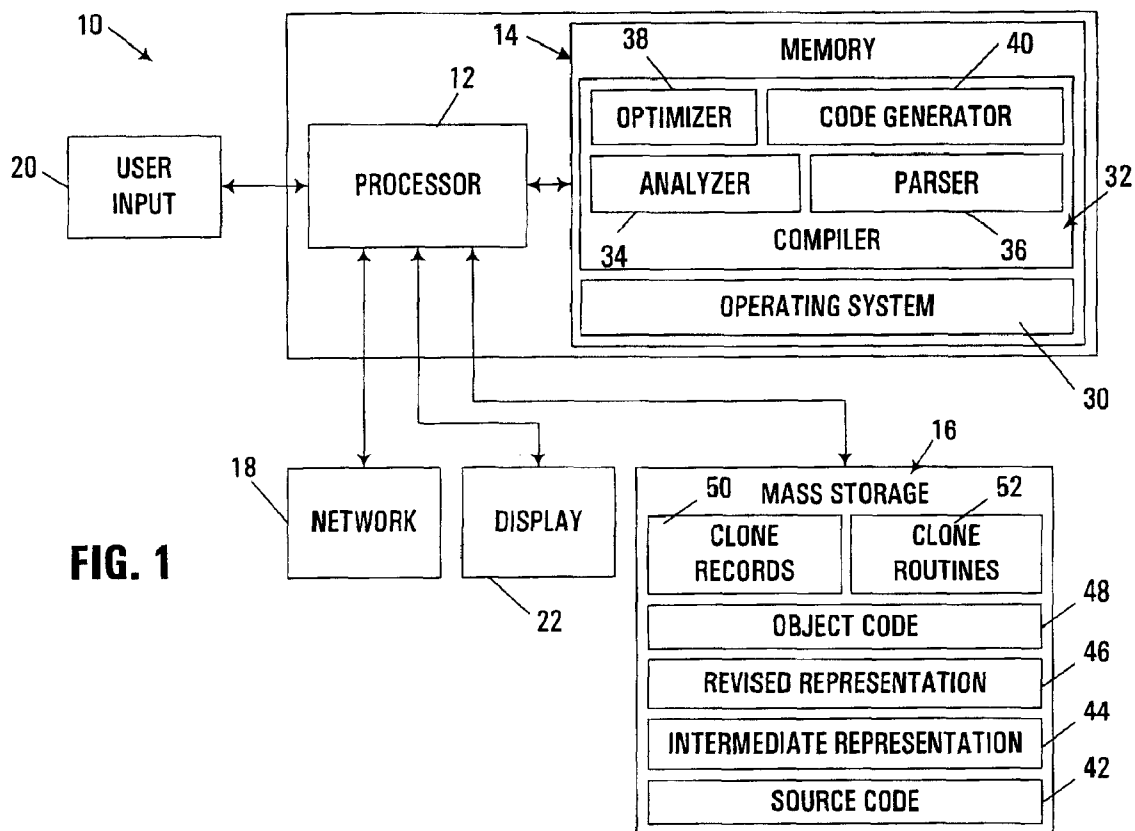 10
14
38
MEMORY
40
12
OPTIMIZER
CODE GENERATOR
20
USER
INPUT
PROCESSOR
ANALYZER
PARSER
32
34
COMPILER
36
OPERATING SYSTEM
30
16
18
NETWORK
DISPLAY
22
50
MASS STORAGE
52
CLONE
RECORDS
CLONE
ROUTINES
48
OBJECT CODE
46
REVISED REPRESENTATION
44
INTERMEDIATE REPRESENTATION
42
SOURCE CODE
FIG. 1